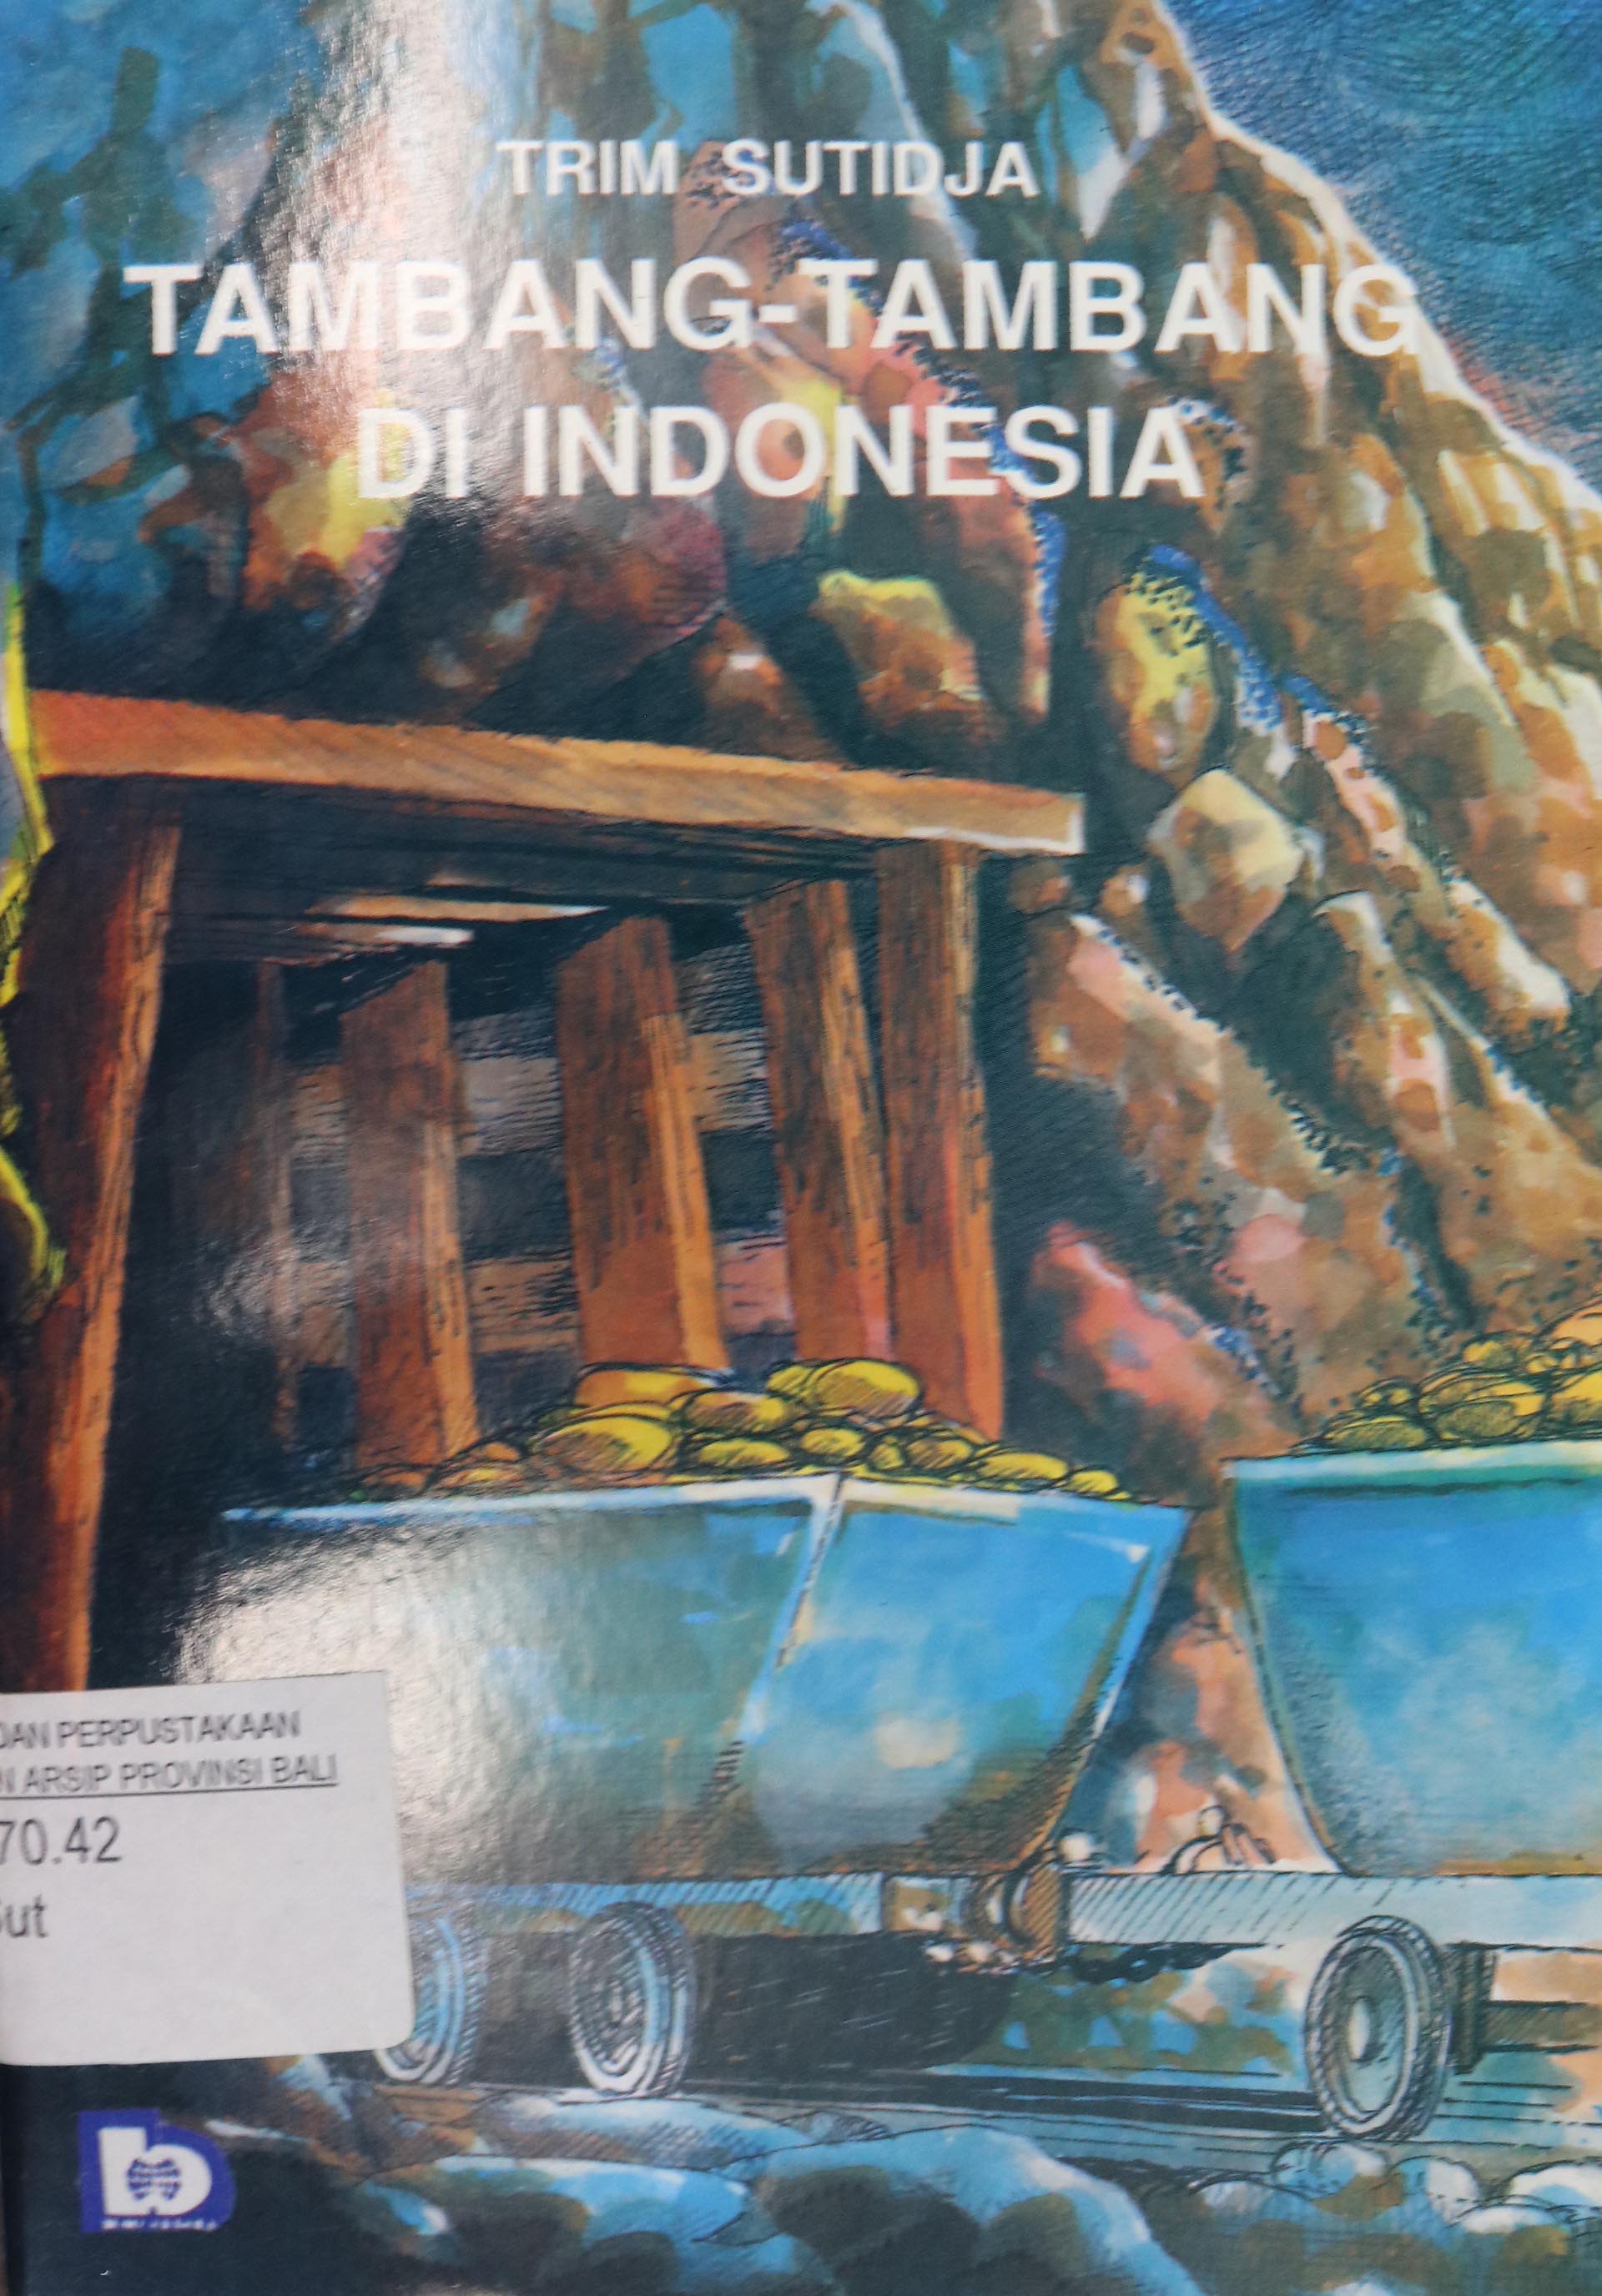 TRIM SUTIDJA
TAMBANG-TAMBANG
DI INDONESIA
DAN PERPUSTAKAAN
N ARSIP PROVINSI BALI
70.42
Sut
b